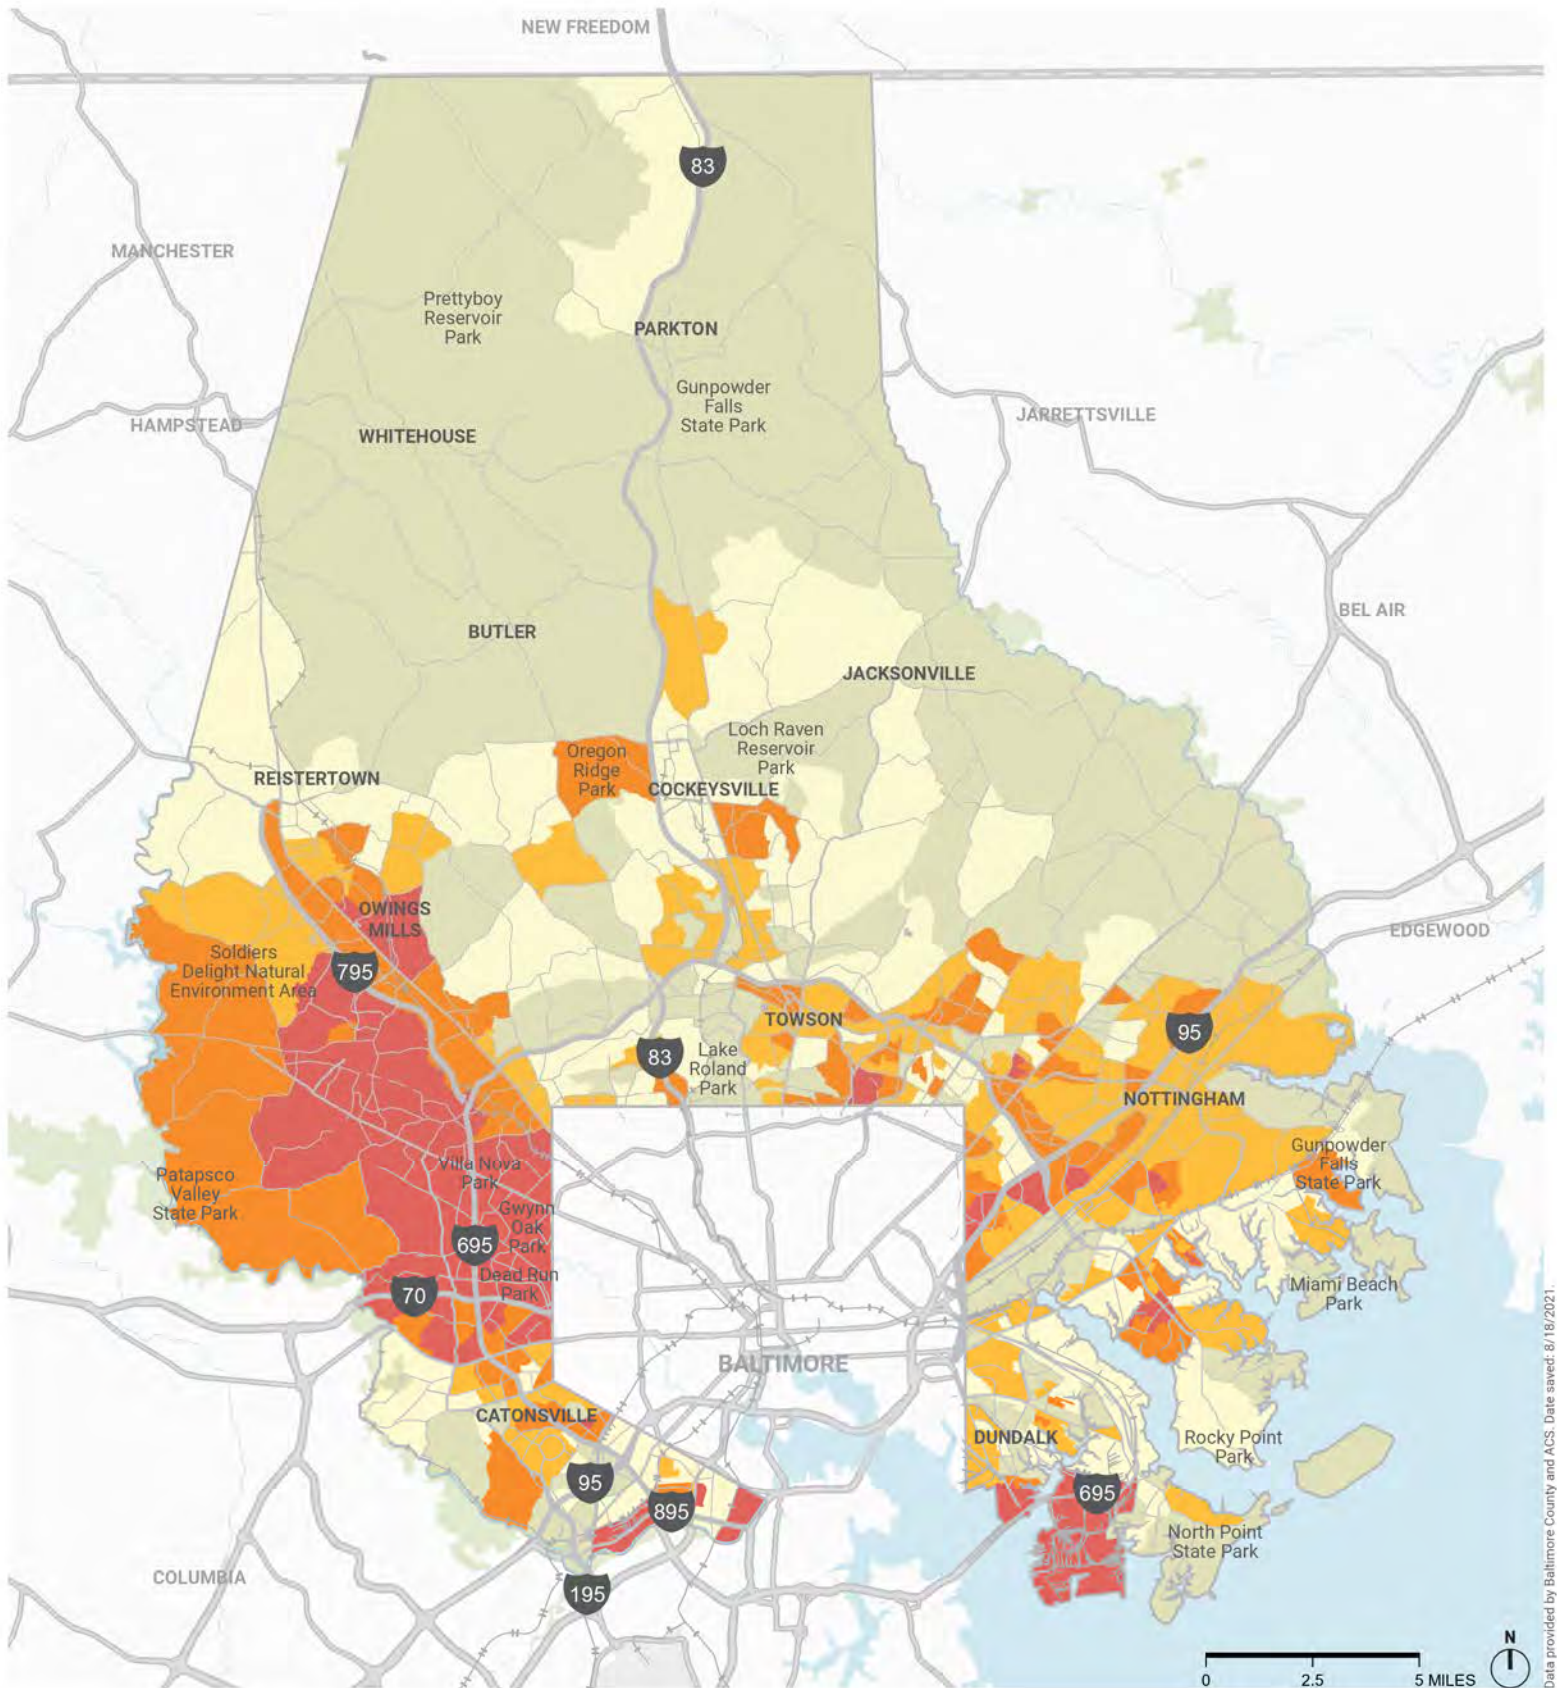 NEW FREEDOM
83
MANCHESTER
Prettyboy
Reservoir
Park
PARKTON
Gunpowder
Falls
State Park
HAMPSTEAD
WHITEHOUSE
JARRETTSVILLE
BEL AIR
BUTLER
JACKSONVILLE
Loch Raven
Reservoir
Park
Oregon
Ridge
Park
REISTERTOWN
COCKEYSVILLE
OWINGS
MILLS
EDGEWOOD
Soldiers
Delight Natural
Environment Area
795
TOWSON
95
83
Lake
Roland
Park
NOTTINGHAM
Gunpowder
Falls
State Park
Villa Nova
Park
Patapsco
Valley
State Park
Gwynn
Oak
Park
695
Dead Run
Park
70
Miami Beach
Park
BALTIMORE
CATONSVILLE
DUNDALK
Rocky Point
Park
95
895
695
North Point
State Park
COLUMBIA
195
N
0 2.5 5 MILES
Data provided by Baltimore County and ACS. Date saved: 8/18/2021.